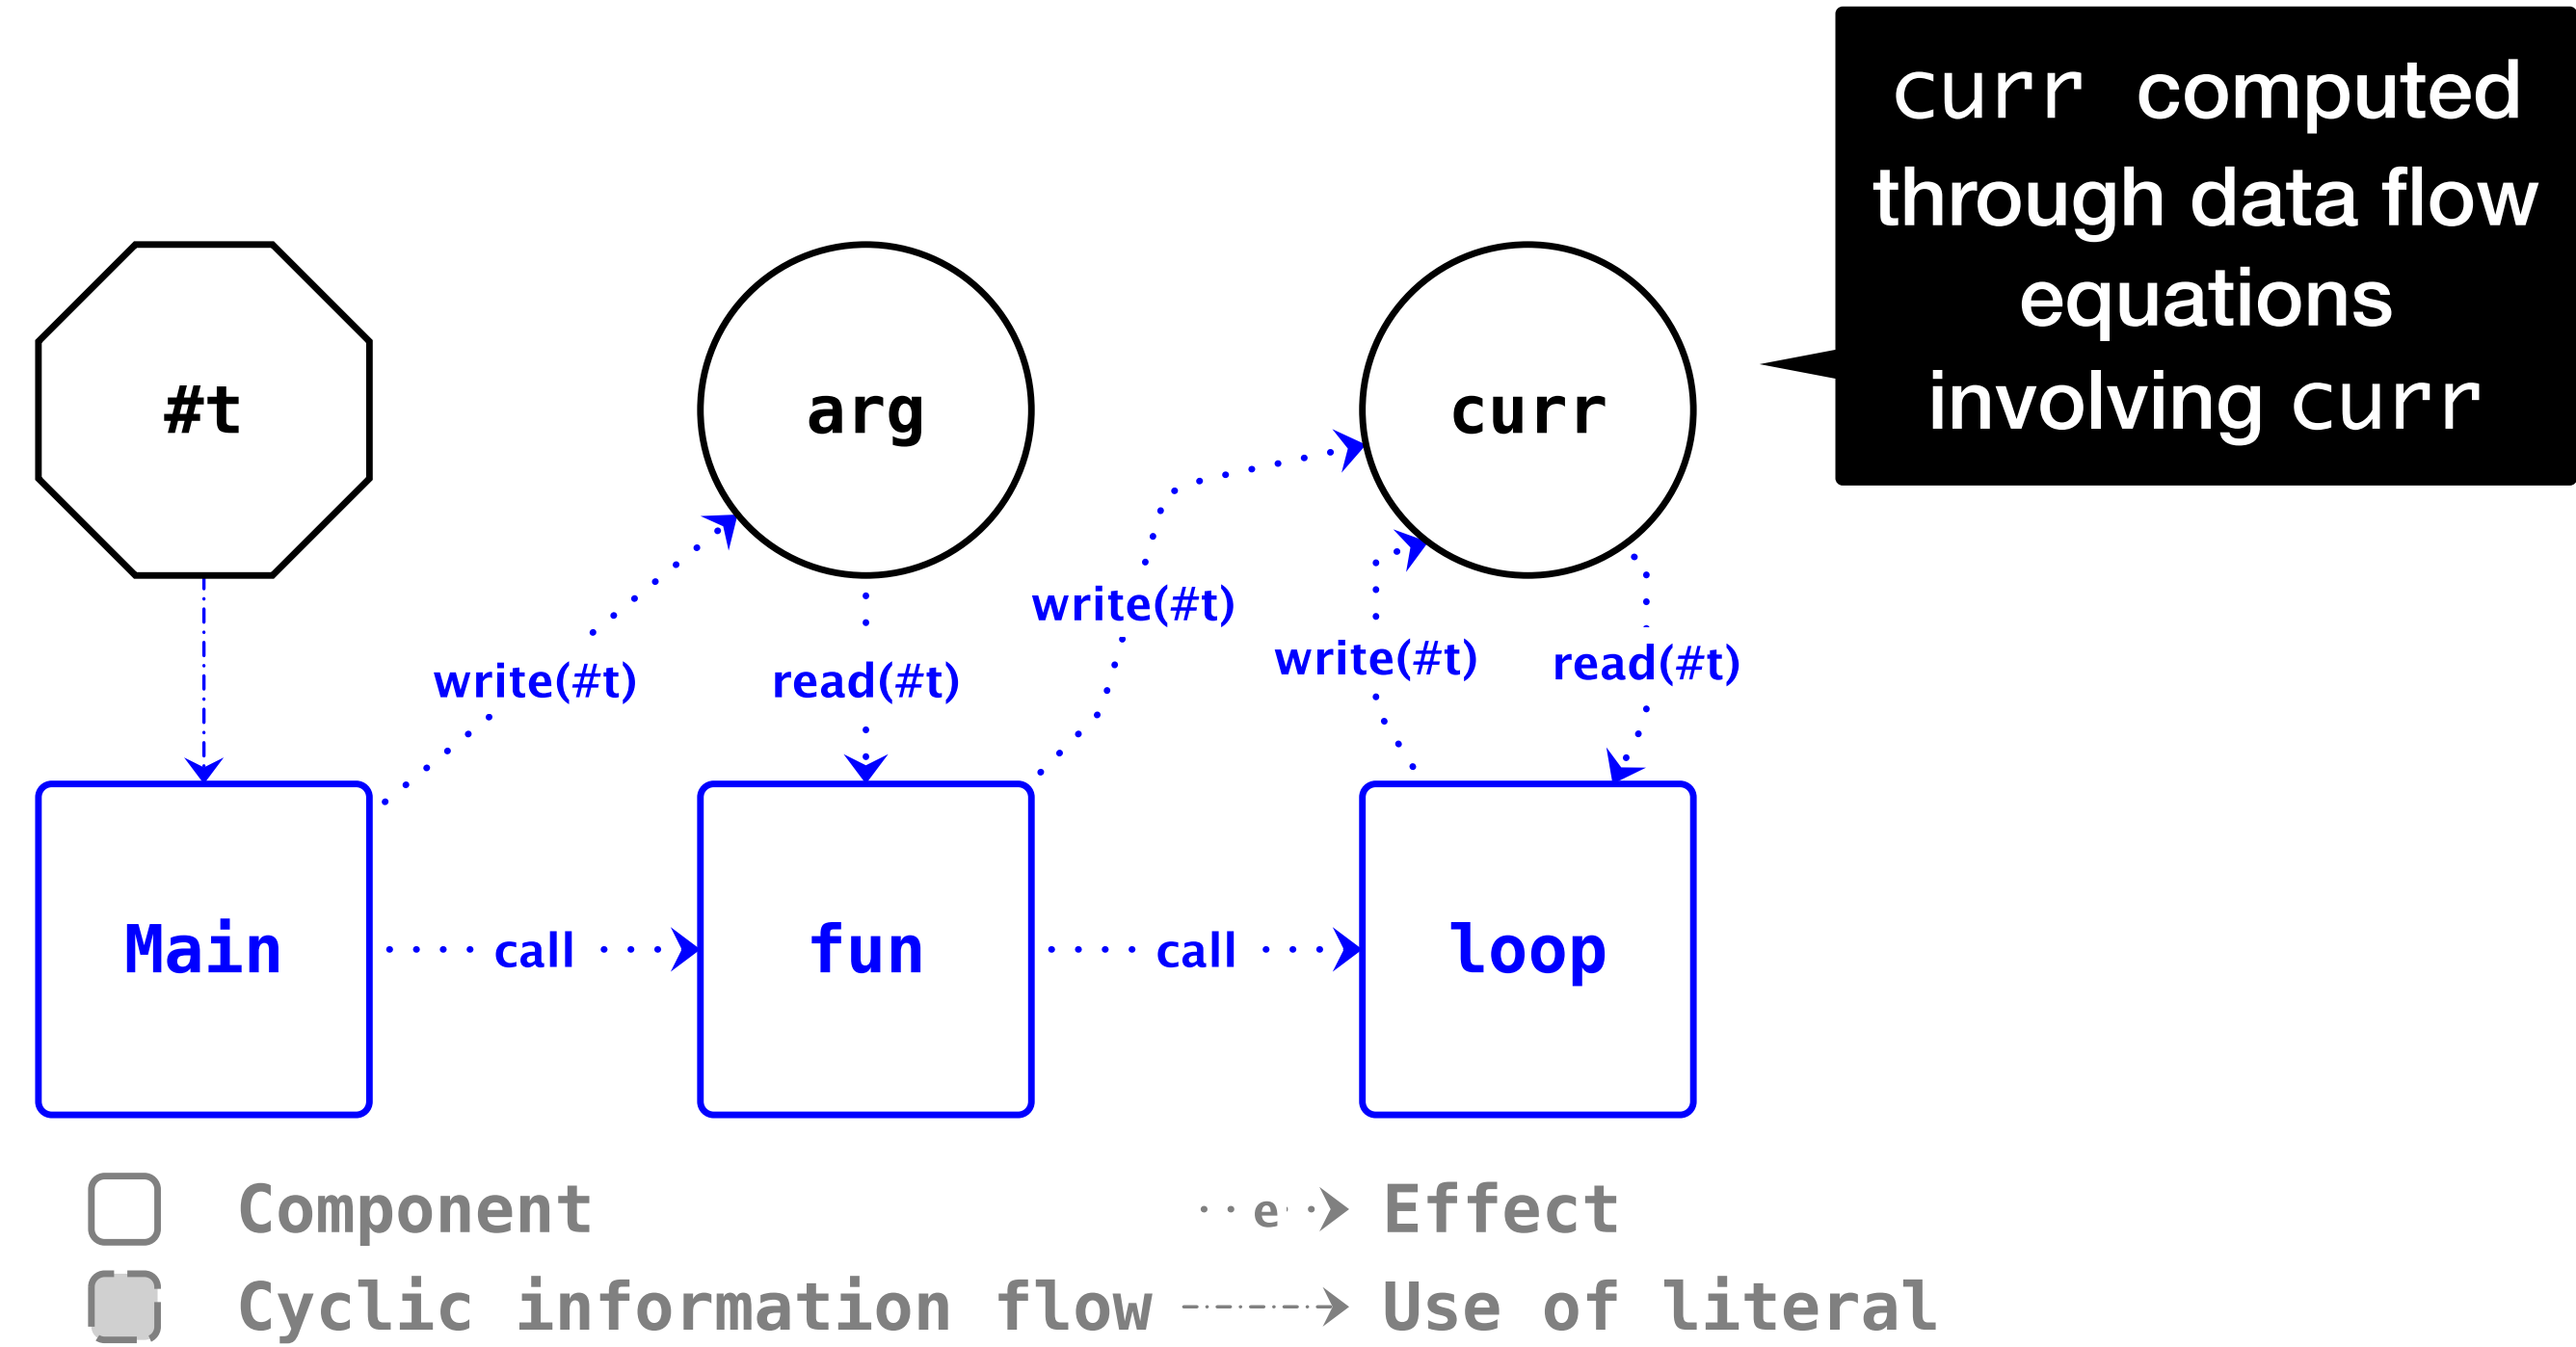 curr computed
through data flow
equations
involving curr
#t
arg
curr
write(#t)
read(#t)
write(#t)
write(#t)
read(#t)
Main
call
fun
call
loop
Component
e
Effect
Cyclic information flow
Use of literal